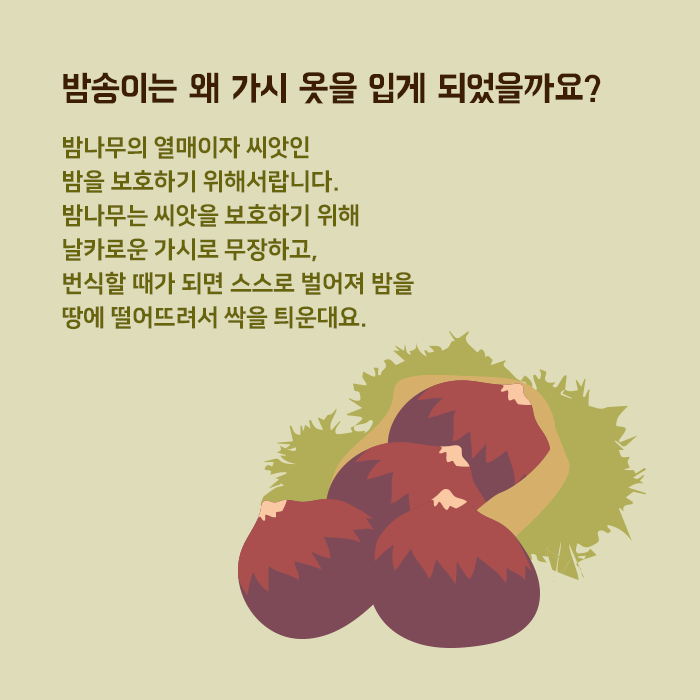 밤송이는 왜 가시 옷을 입게 되었을까요?
밤나무의 열매이자 씨앗인
밤을 보호하기 위해서랍니다.
밤나무는 씨앗을 보호하기 위해
날카로운 가시로 무장하고,
번식할 때가 되면 스스로 벌어져 밤을
땅에 떨어뜨려서 싹을 틔운대요.